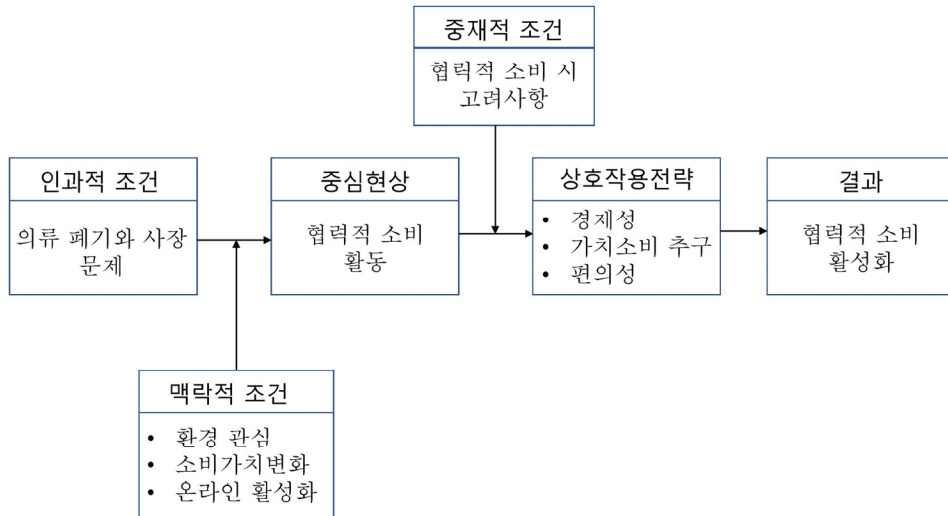 중재적 조건
협력적 소비 시
고려사항
인과적 조건
의류 폐기와 사장
문제
중심현상
협력적 소비
활동
상호작용전략
• 경제성
• 가치소비 추구
• 편의성
결과
협력적 소비
활성화
맥락적 조건
• 환경 관심
• 소비가치변화
• 온라인 활성화